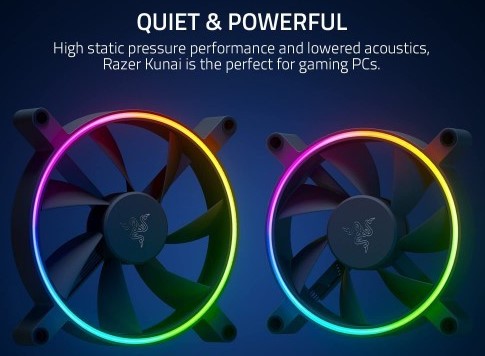 QUIET & POWERFUL
High static pressure performance and lowered acoustics,
Razer Kunai is the perfect for gaming PCs.